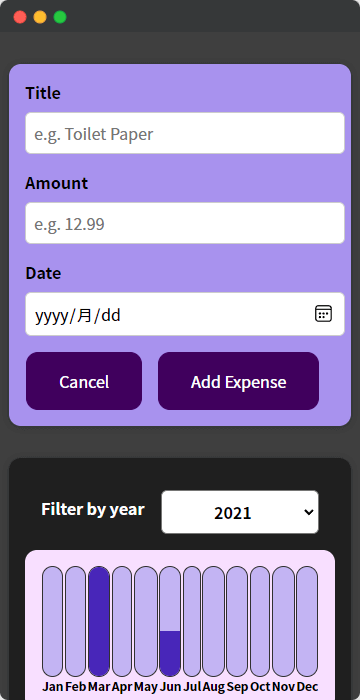 Title
e.g. Toilet Paper
Amount
e.g. 12.99
Date
yyyy/月/dd
Cancel Add Expense
Filter by year 2021
Jan Feb Mar Apr May Jun Jul Aug Sep Oct Nov Dec